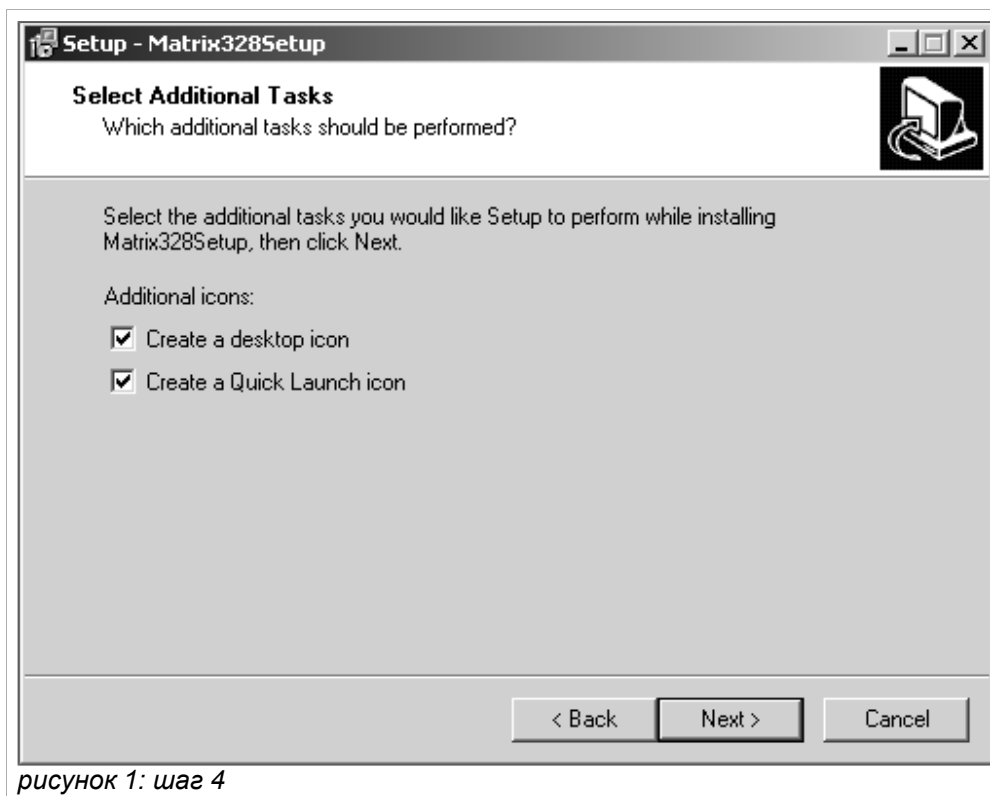 Setup - Matrix328Setup
Select Additional Tasks
Which additional tasks should be performed?
Select the additional tasks you would like Setup to perform while installing
Matrix328Setup, then click Next.
Additional icons:
Create a desktop icon
Create a Quick Launch icon
< Back
Next >
Cancel
рисунок 1: шаг 4